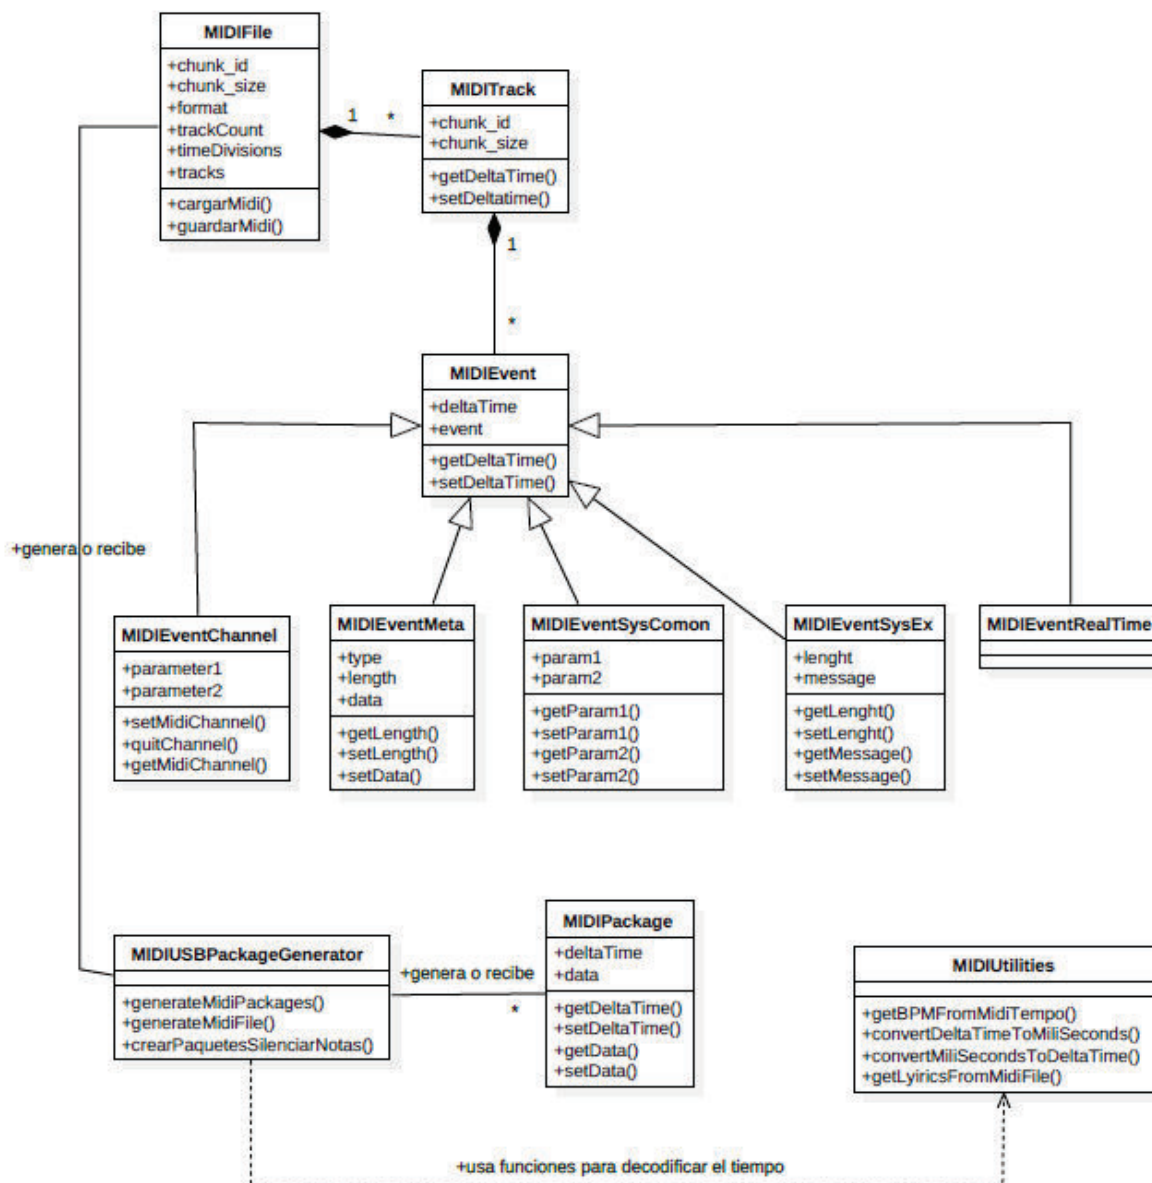 MIDIFile
+chunk_id
+chunk_size
+format
+trackCount
+timeDivisions
+tracks
+cargarMidi()
+guardarMidi()
1
*
MIDITrack
+chunk_id
+chunk_size
+getDeltaTime()
+setDeltatime()
1
*
MIDIEvent
+deltaTime
+event
+getDeltaTime()
+setDeltaTime()
+genera o recibe
MIDIEventChannel
+parameter1
+parameter2
+setMidiChannel()
+quitChannel()
+getMidiChannel()
MIDIEventMeta
+type
+length
+data
+getLength()
+setLength()
+setData()
MIDIEventSysComon
+param1
+param2
+getParam1()
+setParam1()
+getParam2()
+setParam2()
MIDIEventSysEx
+lenght
+message
+getLenght()
+setLenght()
+getMessage()
+setMessage()
MIDIEventRealTime
MIDIUSBPackageGenerator
+generateMidiPackages()
+generateMidiFile()
+crearPaquetesSilenciarNotas()
+genera o recibe
*
MIDIPackage
+deltaTime
+data
+getDeltaTime()
+setDeltaTime()
+getData()
+setData()
MIDIUtilities
+getBPMFromMidiTempo()
+convertDeltaTimeToMiliSeconds()
+convertMiliSecondsToDeltaTime()
+getLyiricsFromMidiFile()
+usa funciones para decodificar el tiempo